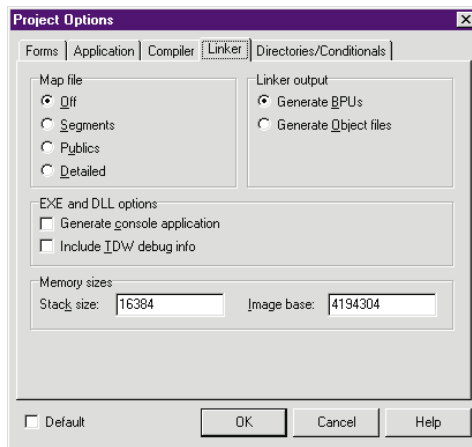 Project Options
Forms Application Compiler Linker Directories/Conditionals
Map file
Off
Segments
Publics
Detailed
Linker output
Generate BPUs
Generate Object files
EXE and DLL options
Generate console application
Include TDW debug info
Memory sizes
Stack size: 16384 Image base: 4194304
Default OK Cancel Help